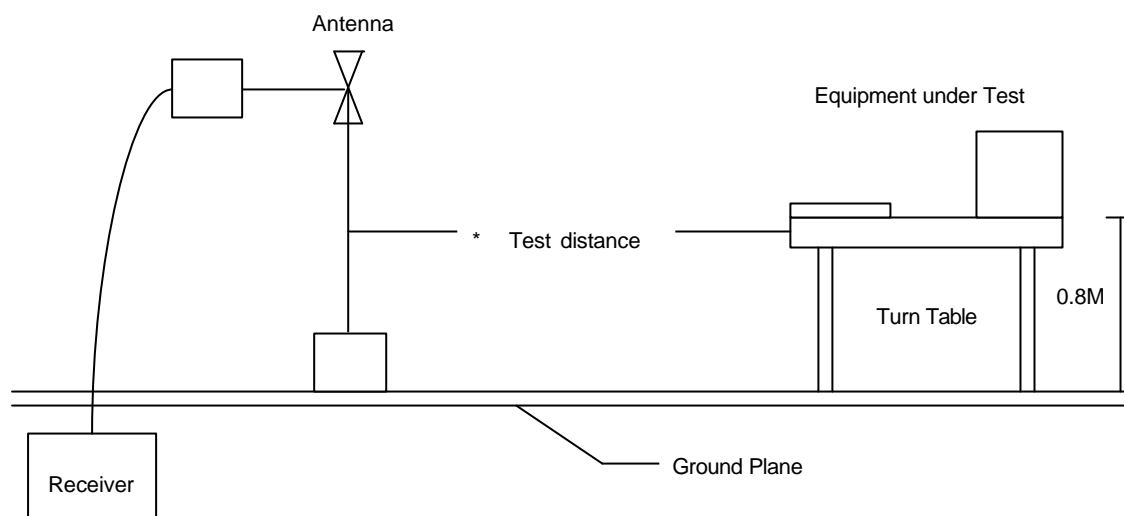 Antenna
Equipment under Test
* Test distance
0.8M
Turn Table
Ground Plane
Receiver